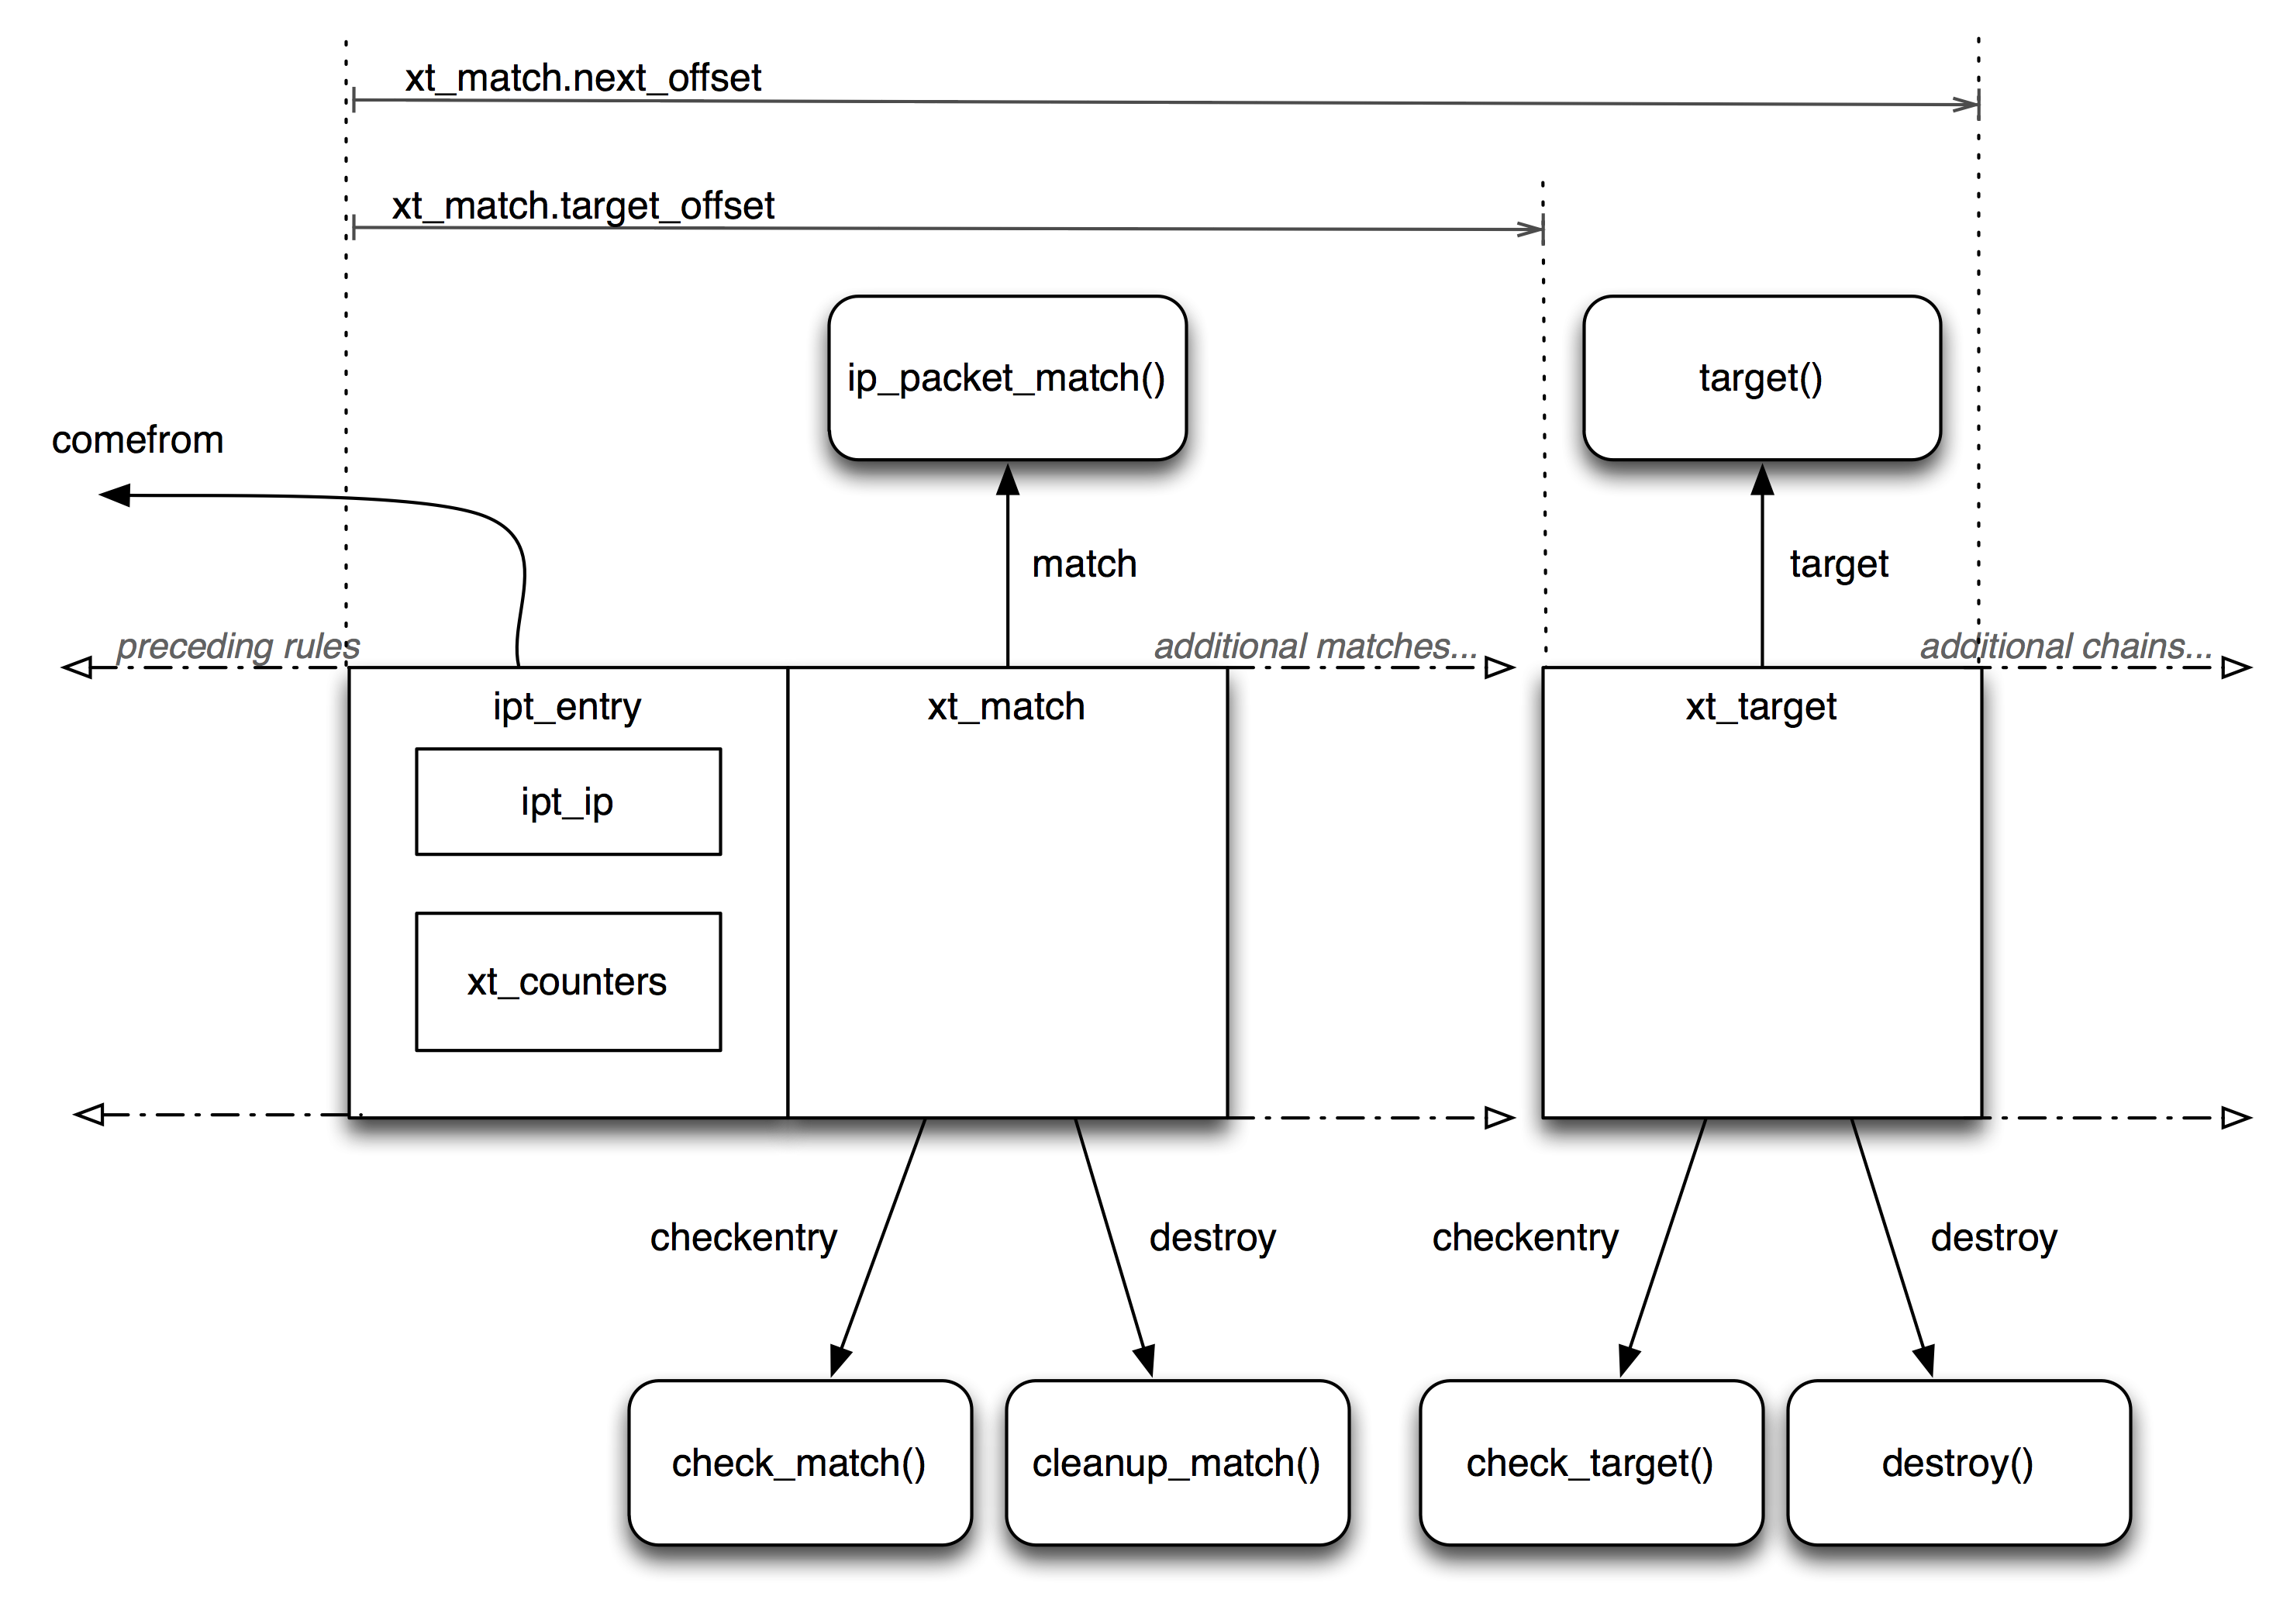 xt_match.next_offset
xt_match.target_offset
ip_packet_match()
target()
comefrom
match
target
preceding rules
additional matches...
additional chains...
ipt_entry
xt_match
xt_target
ipt_ip
xt_counters
checkentry
destroy
checkentry
destroy
check_match()
cleanup_match()
check_target()
destroy()